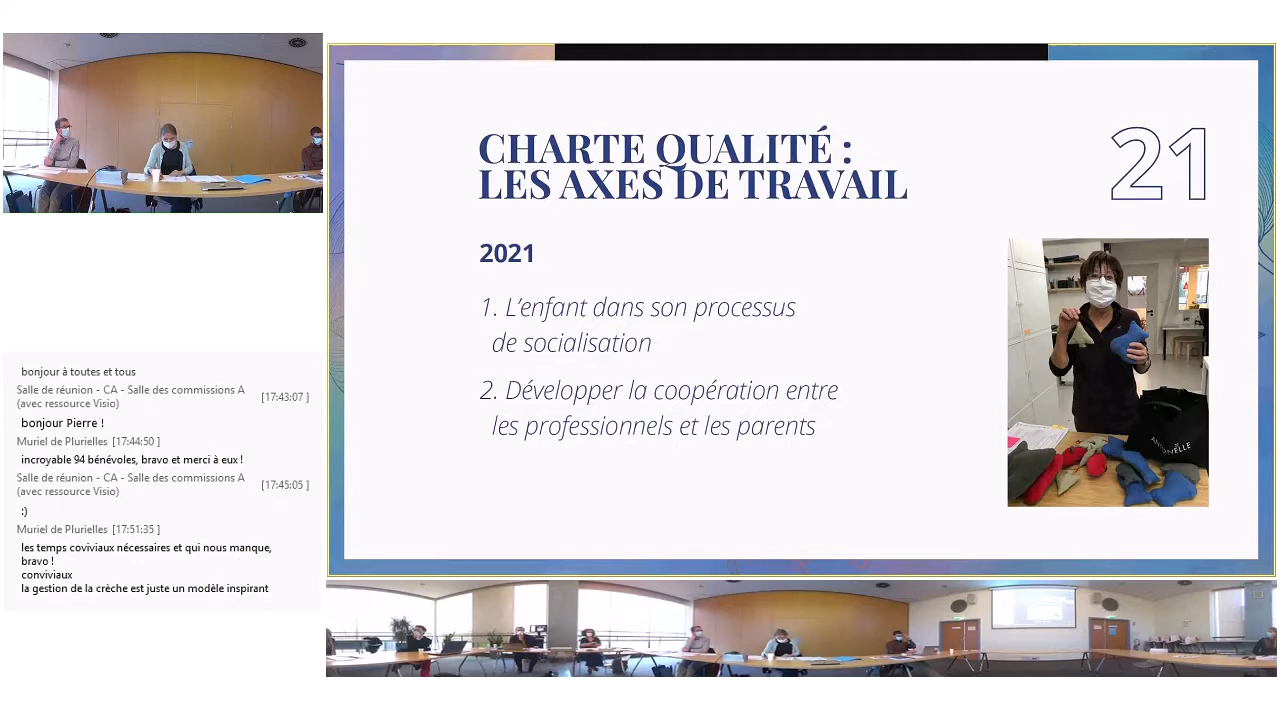 CHARTE QUALITÉ :
LES AXES DE TRAVAIL
21
2021
1. L’enfant dans son processus
de socialisation
2. Développer la coopération entre
les professionnels et les parents
ANTONELLE
bonjour à toutes et tous
Salle de réunion - CA - Salle des commissions A
(avec ressource Visio) [17:43:07 ]
bonjour Pierre !
Muriel de Plurielles [17:44:50 ]
incroyable 94 bénévoles, bravo et merci à eux !
Salle de réunion - CA - Salle des commissions A
(avec ressource Visio) [17:45:05 ]
:)
Muriel de Plurielles [17:51:35 ]
les temps coviviaux nécessaires et qui nous manque,
bravo !
conviviaux
la gestion de la crèche est juste un modèle inspirant